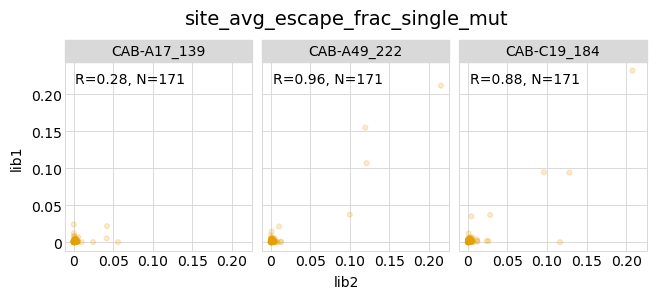 site_avg_escape_frac_single_mut
CAB-A17_139 CAB-A49_222 CAB-C19_184
R=0.28, N=171 R=0.96, N=171 R=0.88, N=171
0.20
0.15
0.10
0.05
0
lib1
0 0.05 0.10 0.15 0.20 0 0.05 0.10 0.15 0.20 0 0.05 0.10 0.15 0.20
lib2